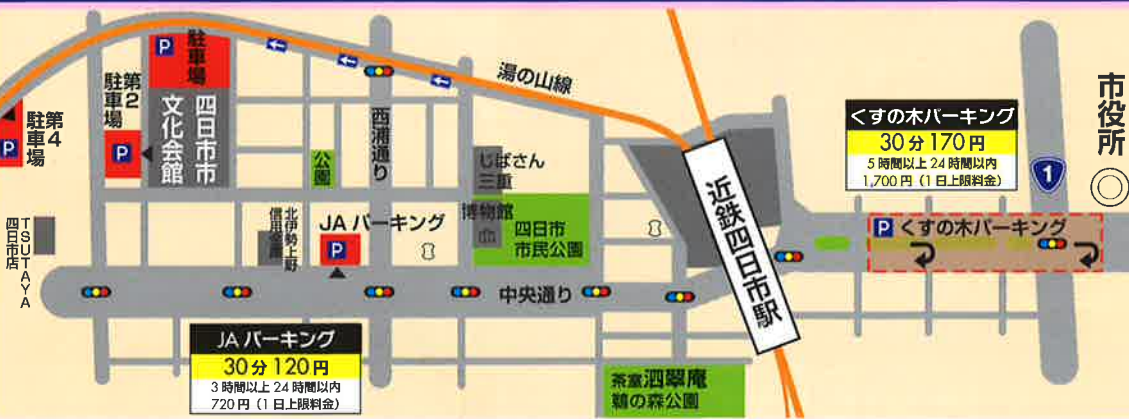 駐車場
P
湯の山線
市役所
第2
駐車場
P
四日市市
文化会館
西浦通り
くすの木パーキング
30分170円
5時間以上24時間以内
1,700円（1日上限料金）
第4
駐車場
P
公園
じばさん
三重
近鉄四日市駅
1
TSUTAYA
四日市店
北伊勢上野
信用金庫
JAパーキング
P
博物館
四日市
市民公園
P くすの木パーキング
中央通り
JAパーキング
30分120円
3時間以上24時間以内
720円（1日上限料金）
茶室 泗翠庵
鵜の森公園